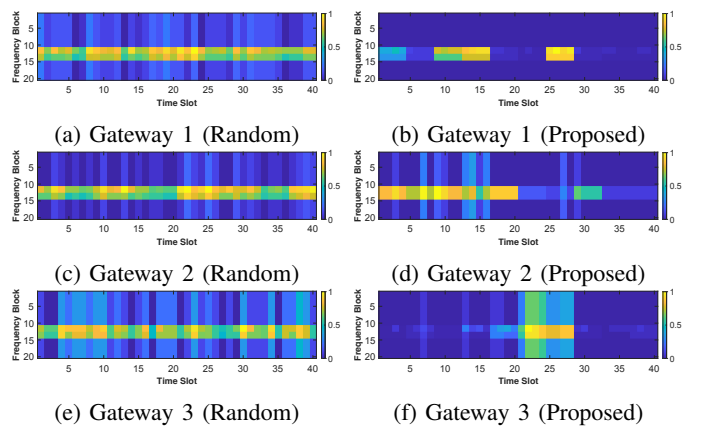 Frequency Block
5
10
15
20
5 10 15 20 25 30 35 40
Time Slot
1
0.5
0
(a) Gateway 1 (Random)
Frequency Block
5
10
15
20
5 10 15 20 25 30 35 40
Time Slot
1
0.5
0
(b) Gateway 1 (Proposed)
Frequency Block
5
10
15
20
5 10 15 20 25 30 35 40
Time Slot
1
0.5
0
(c) Gateway 2 (Random)
Frequency Block
5
10
15
20
5 10 15 20 25 30 35 40
Time Slot
1
0.5
0
(d) Gateway 2 (Proposed)
Frequency Block
5
10
15
20
5 10 15 20 25 30 35 40
Time Slot
1
0.5
0
(e) Gateway 3 (Random)
Frequency Block
5
10
15
20
5 10 15 20 25 30 35 40
Time Slot
1
0.5
0
(f) Gateway 3 (Proposed)